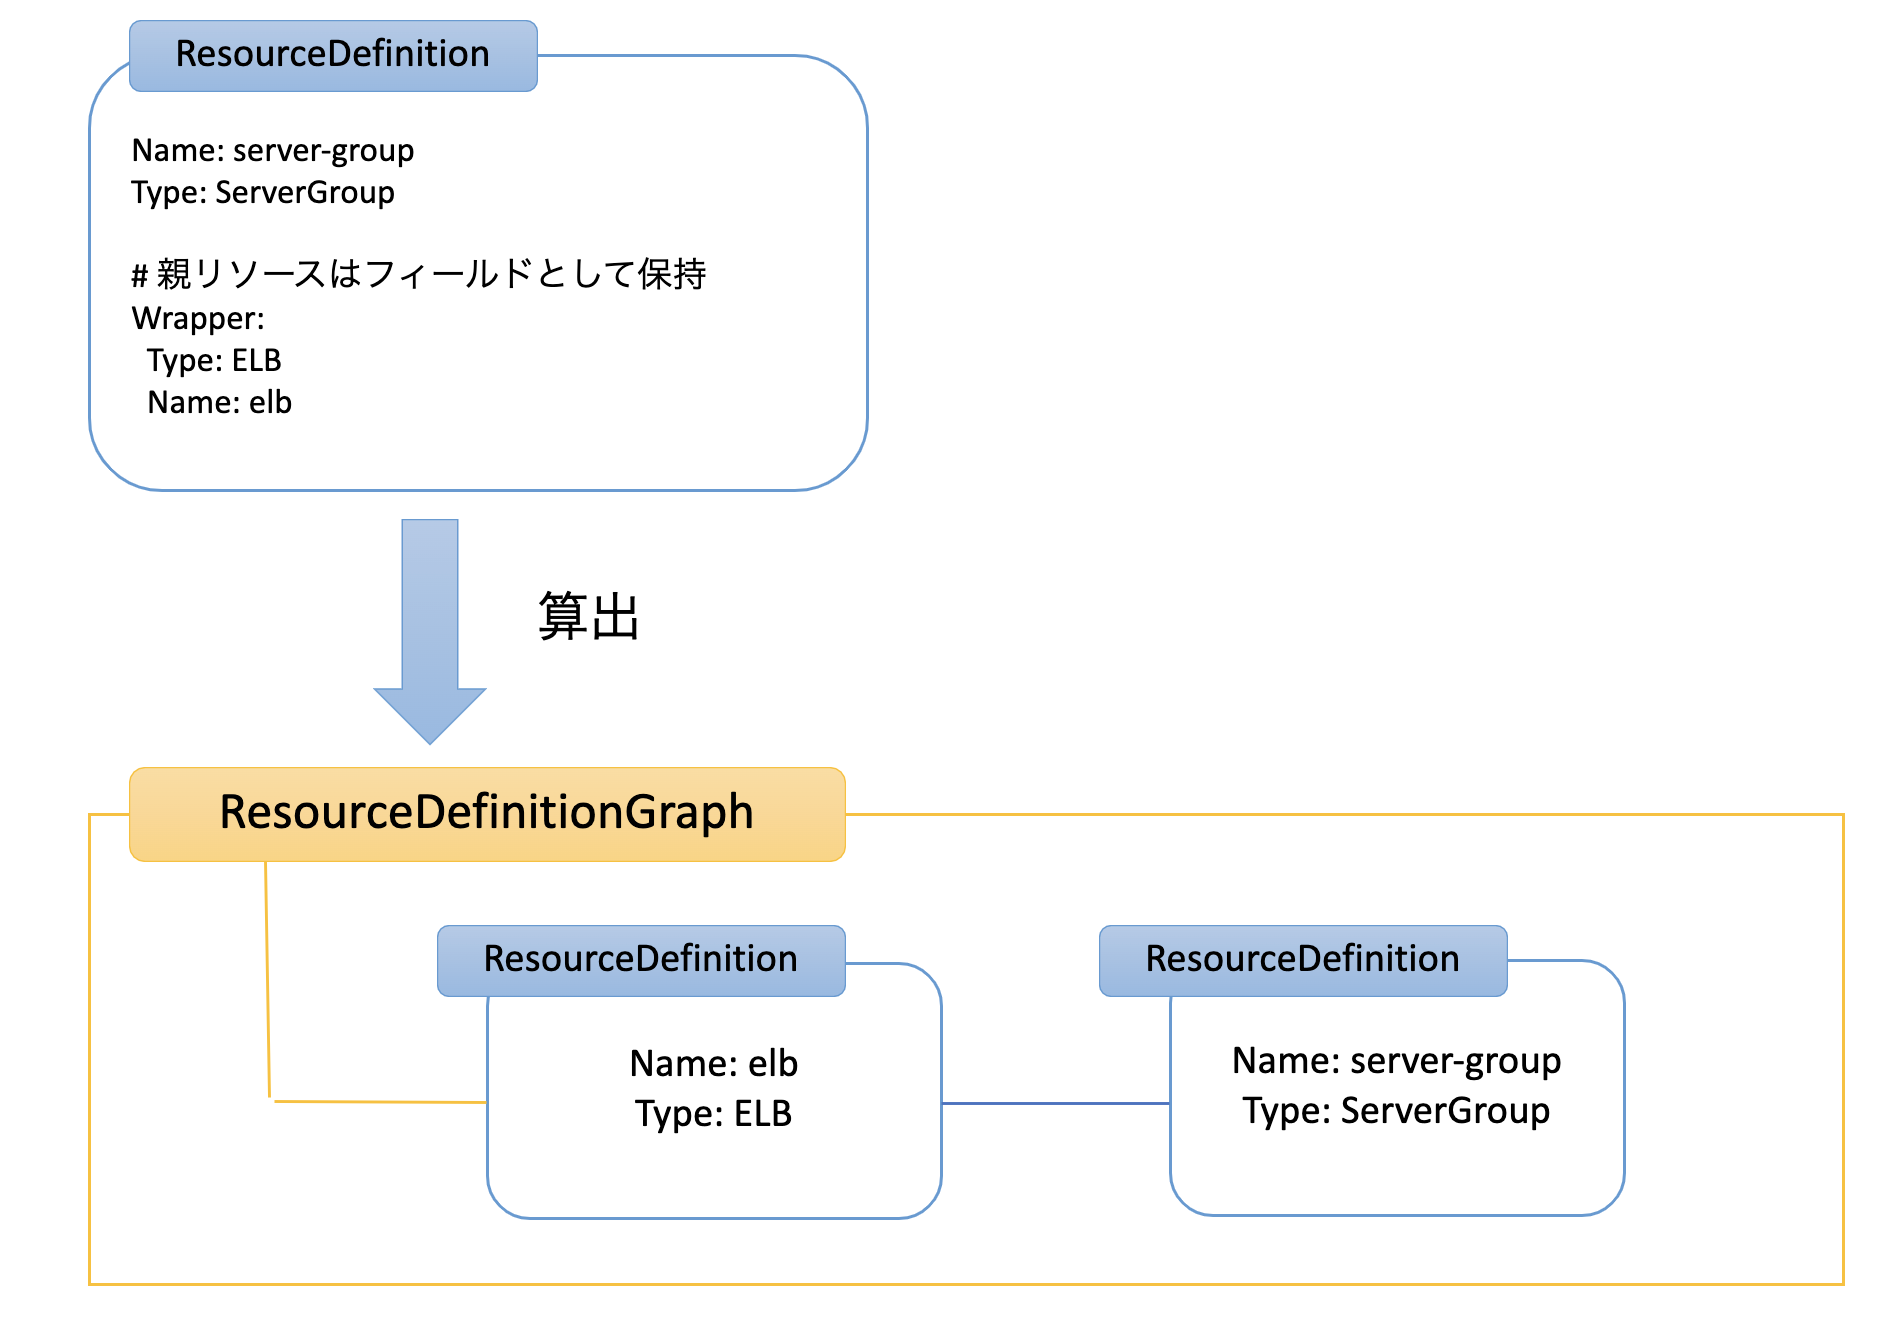 ResourceDefinition
Name: server-group
Type: ServerGroup
# 親リソースはフィールドとして保持
Wrapper:
Type: ELB
Name: elb
算出
ResourceDefinitionGraph
ResourceDefinition
Name: elb
Type: ELB
ResourceDefinition
Name: server-group
Type: ServerGroup